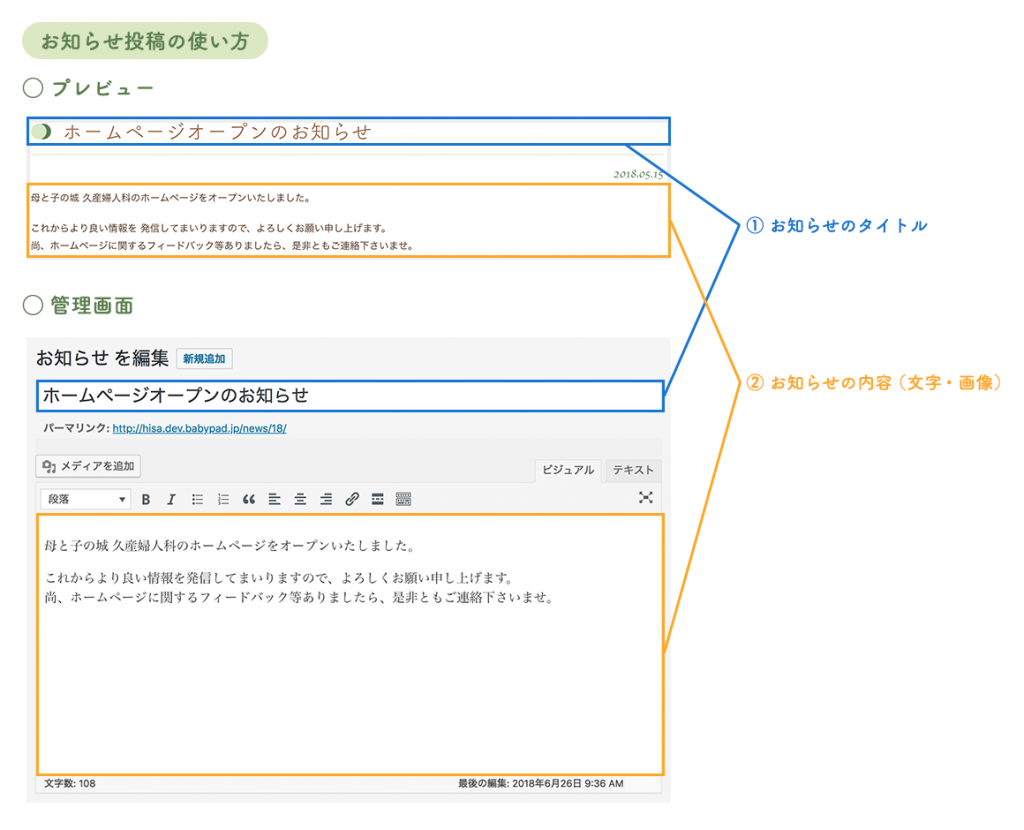 お知らせ投稿の使い方
○ プレビュー
ホームページオープンのお知らせ
2018.05.15
母と子の城 久産婦人科のホームページをオープンいたしました。
これからより良い情報を 発信してまいりますので、よろしくお願い申し上げます。
尚、ホームページに関するフィードバック等ありましたら、是非ともご連絡下さいませ。
① お知らせのタイトル
○ 管理画面
お知らせ を編集 新規追加
ホームページオープンのお知らせ
② お知らせの内容（文字・画像）
パーマリンク: http://hisa.dev.babypad.jp/news/18/
メディアを追加
ビジュアル テキスト
段落 B I
母と子の城 久産婦人科のホームページをオープンいたしました。
これからより良い情報を発信してまいりますので、よろしくお願い申し上げます。
尚、ホームページに関するフィードバック等ありましたら、是非ともご連絡下さいませ。
文字数: 108 最後の編集: 2018年6月26日 9:36 AM